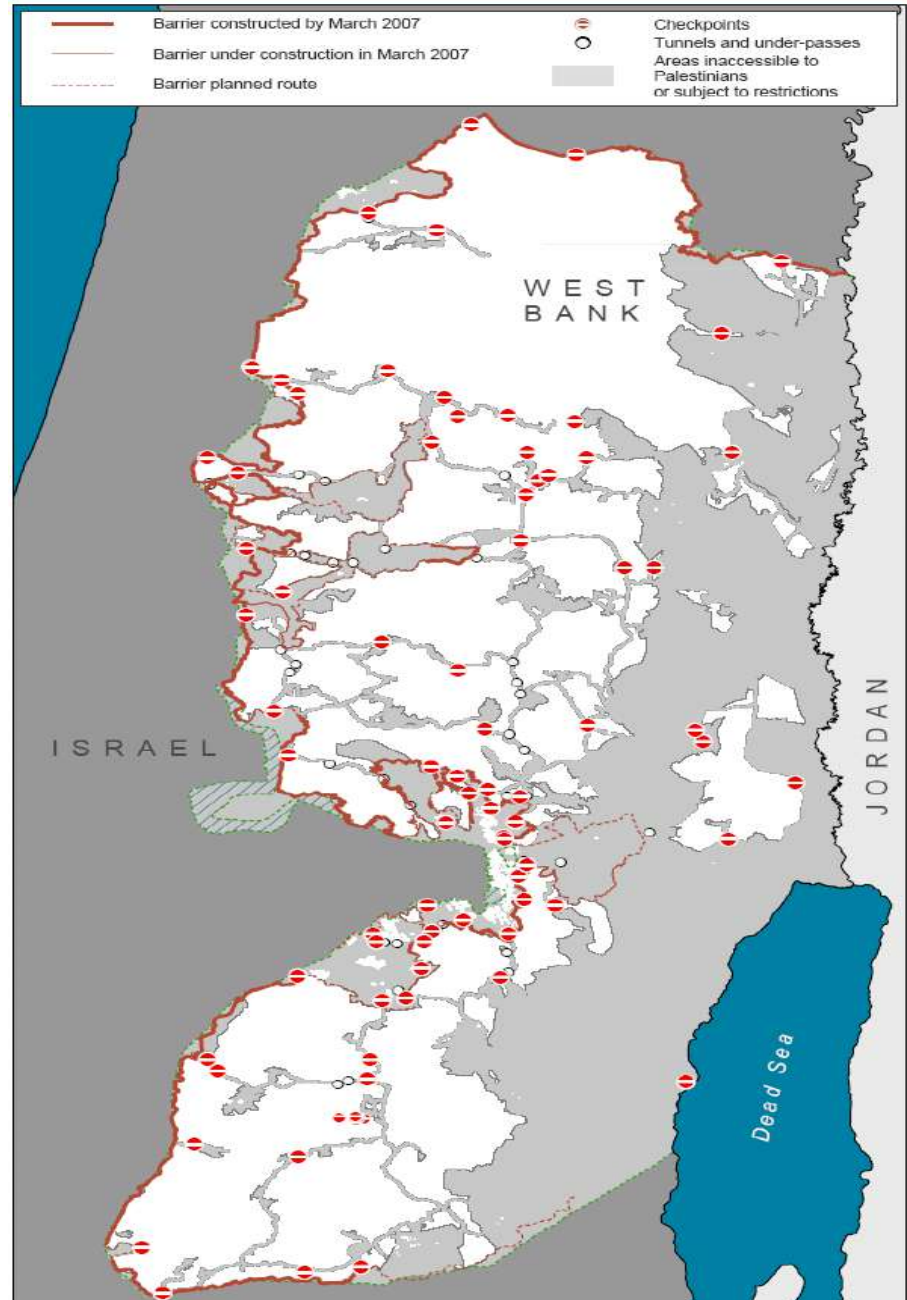 Barrier constructed by March 2007
Barrier under construction in March 2007
Barrier planned route
Checkpoints
Tunnels and under-passes
Areas inaccessible to
Palestinians
or subject to restrictions
WEST
BANK
ISRAEL
JORDAN
Dead Sea